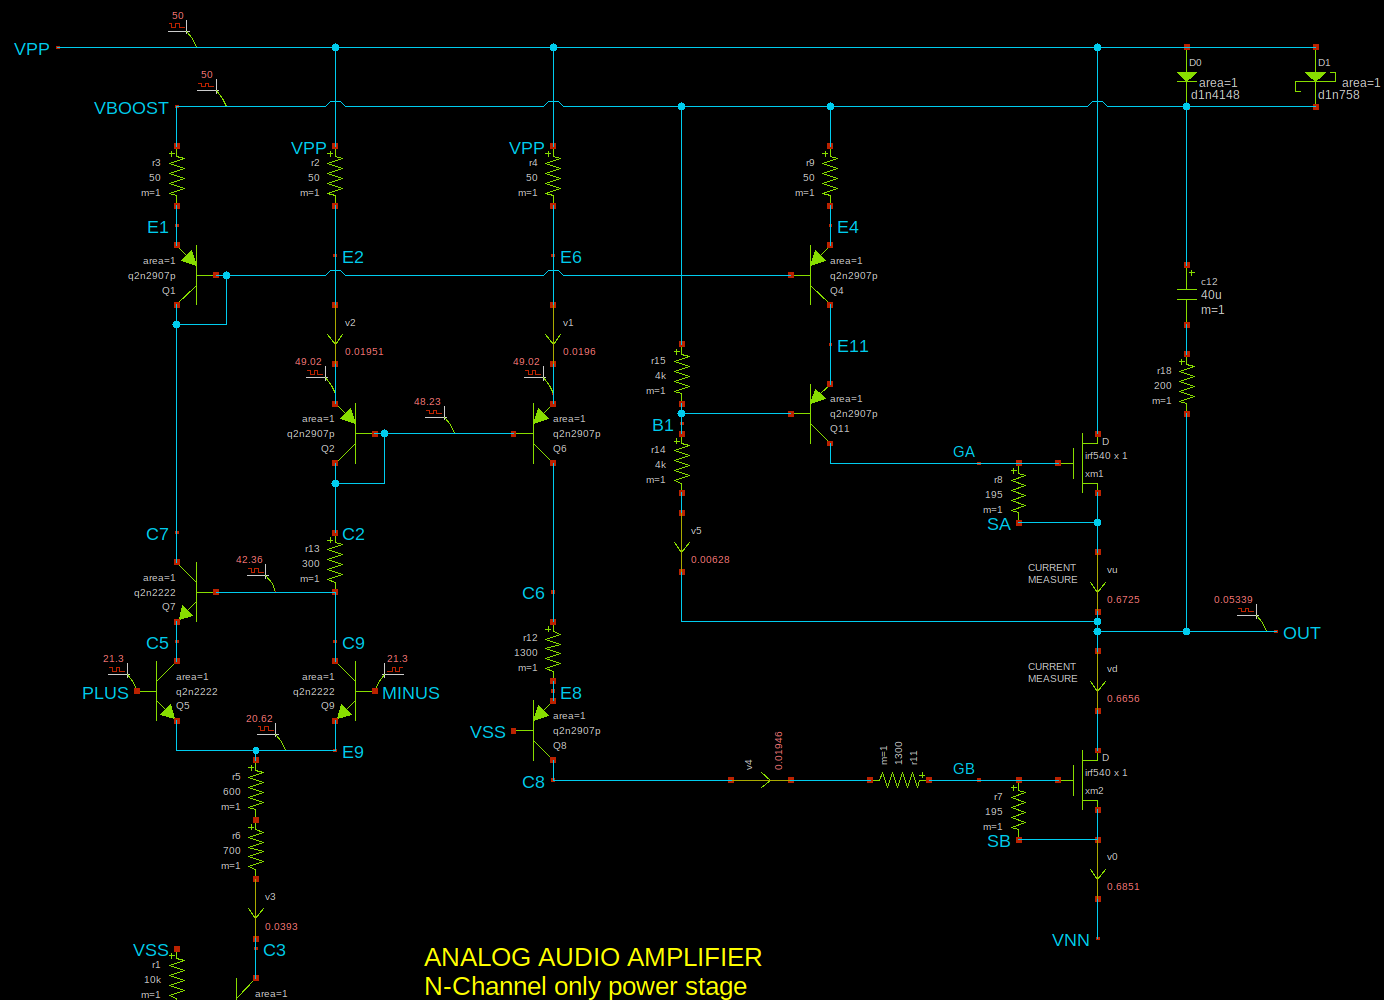 50
VPP
D0
D1
area=1
d1n4148
area=1
d1n758
50
VBOOST
r3
50
m=1
VPP
r2
50
m=1
VPP
r4
50
m=1
r9
50
m=1
E1
E2
E6
E4
area=1
q2n2907p
Q1
area=1
q2n2907p
Q4
c12
40u
m=1
v2
0.01951
v1
0.0196
E11
49.02
49.02
r15
4k
m=1
r18
200
m=1
48.23
area=1
q2n2907p
Q2
area=1
q2n2907p
Q6
B1
area=1
q2n2907p
Q11
r14
4k
m=1
GA
D
irf540 x 1
xm1
r8
195
m=1
SA
C7
C2
v5
0.00628
r13
300
m=1
42.36
area=1
q2n2222
Q7
CURRENT
MEASURE
vu
0.6725
C6
0.05339
OUT
C5
C9
r12
1300
m=1
21.3
PLUS
area=1
q2n2222
Q5
area=1
q2n2222
Q9
21.3
MINUS
CURRENT
MEASURE
vd
0.6656
E8
VSS
area=1
q2n2907p
Q8
20.62
E9
C8
v4
0.01946
m=1
1300
r11
GB
D
irf540 x 1
xm2
r5
600
m=1
r7
195
m=1
SB
r6
700
m=1
v0
0.6851
v3
0.0393
VNN
VSS
C3
r1
10k
m=1
area=1
ANALOG AUDIO AMPLIFIER
N-Channel only power stage